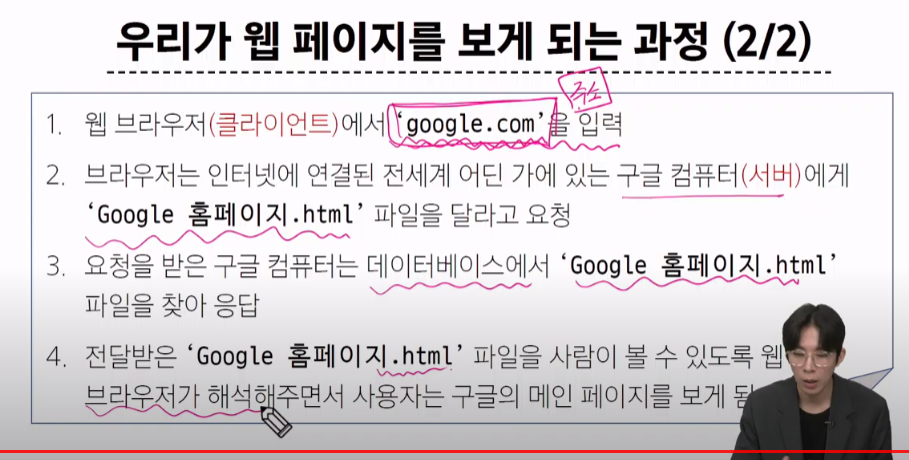 우리가 웹 페이지를 보게 되는 과정 (2/2)
주소
1. 웹 브라우저(클라이언트)에서 ‘google.com’을 입력
2. 브라우저는 인터넷에 연결된 전세계 어딘 가에 있는 구글 컴퓨터(서버)에게
‘Google 홈페이지.html’ 파일을 달라고 요청
3. 요청을 받은 구글 컴퓨터는 데이터베이스에서 ‘Google 홈페이지.html’
파일을 찾아 응답
4. 전달받은 ‘Google 홈페이지.html’ 파일을 사람이 볼 수 있도록 웹
브라우저가 해석해주면서 사용자는 구글의 메인 페이지를 보게 됨